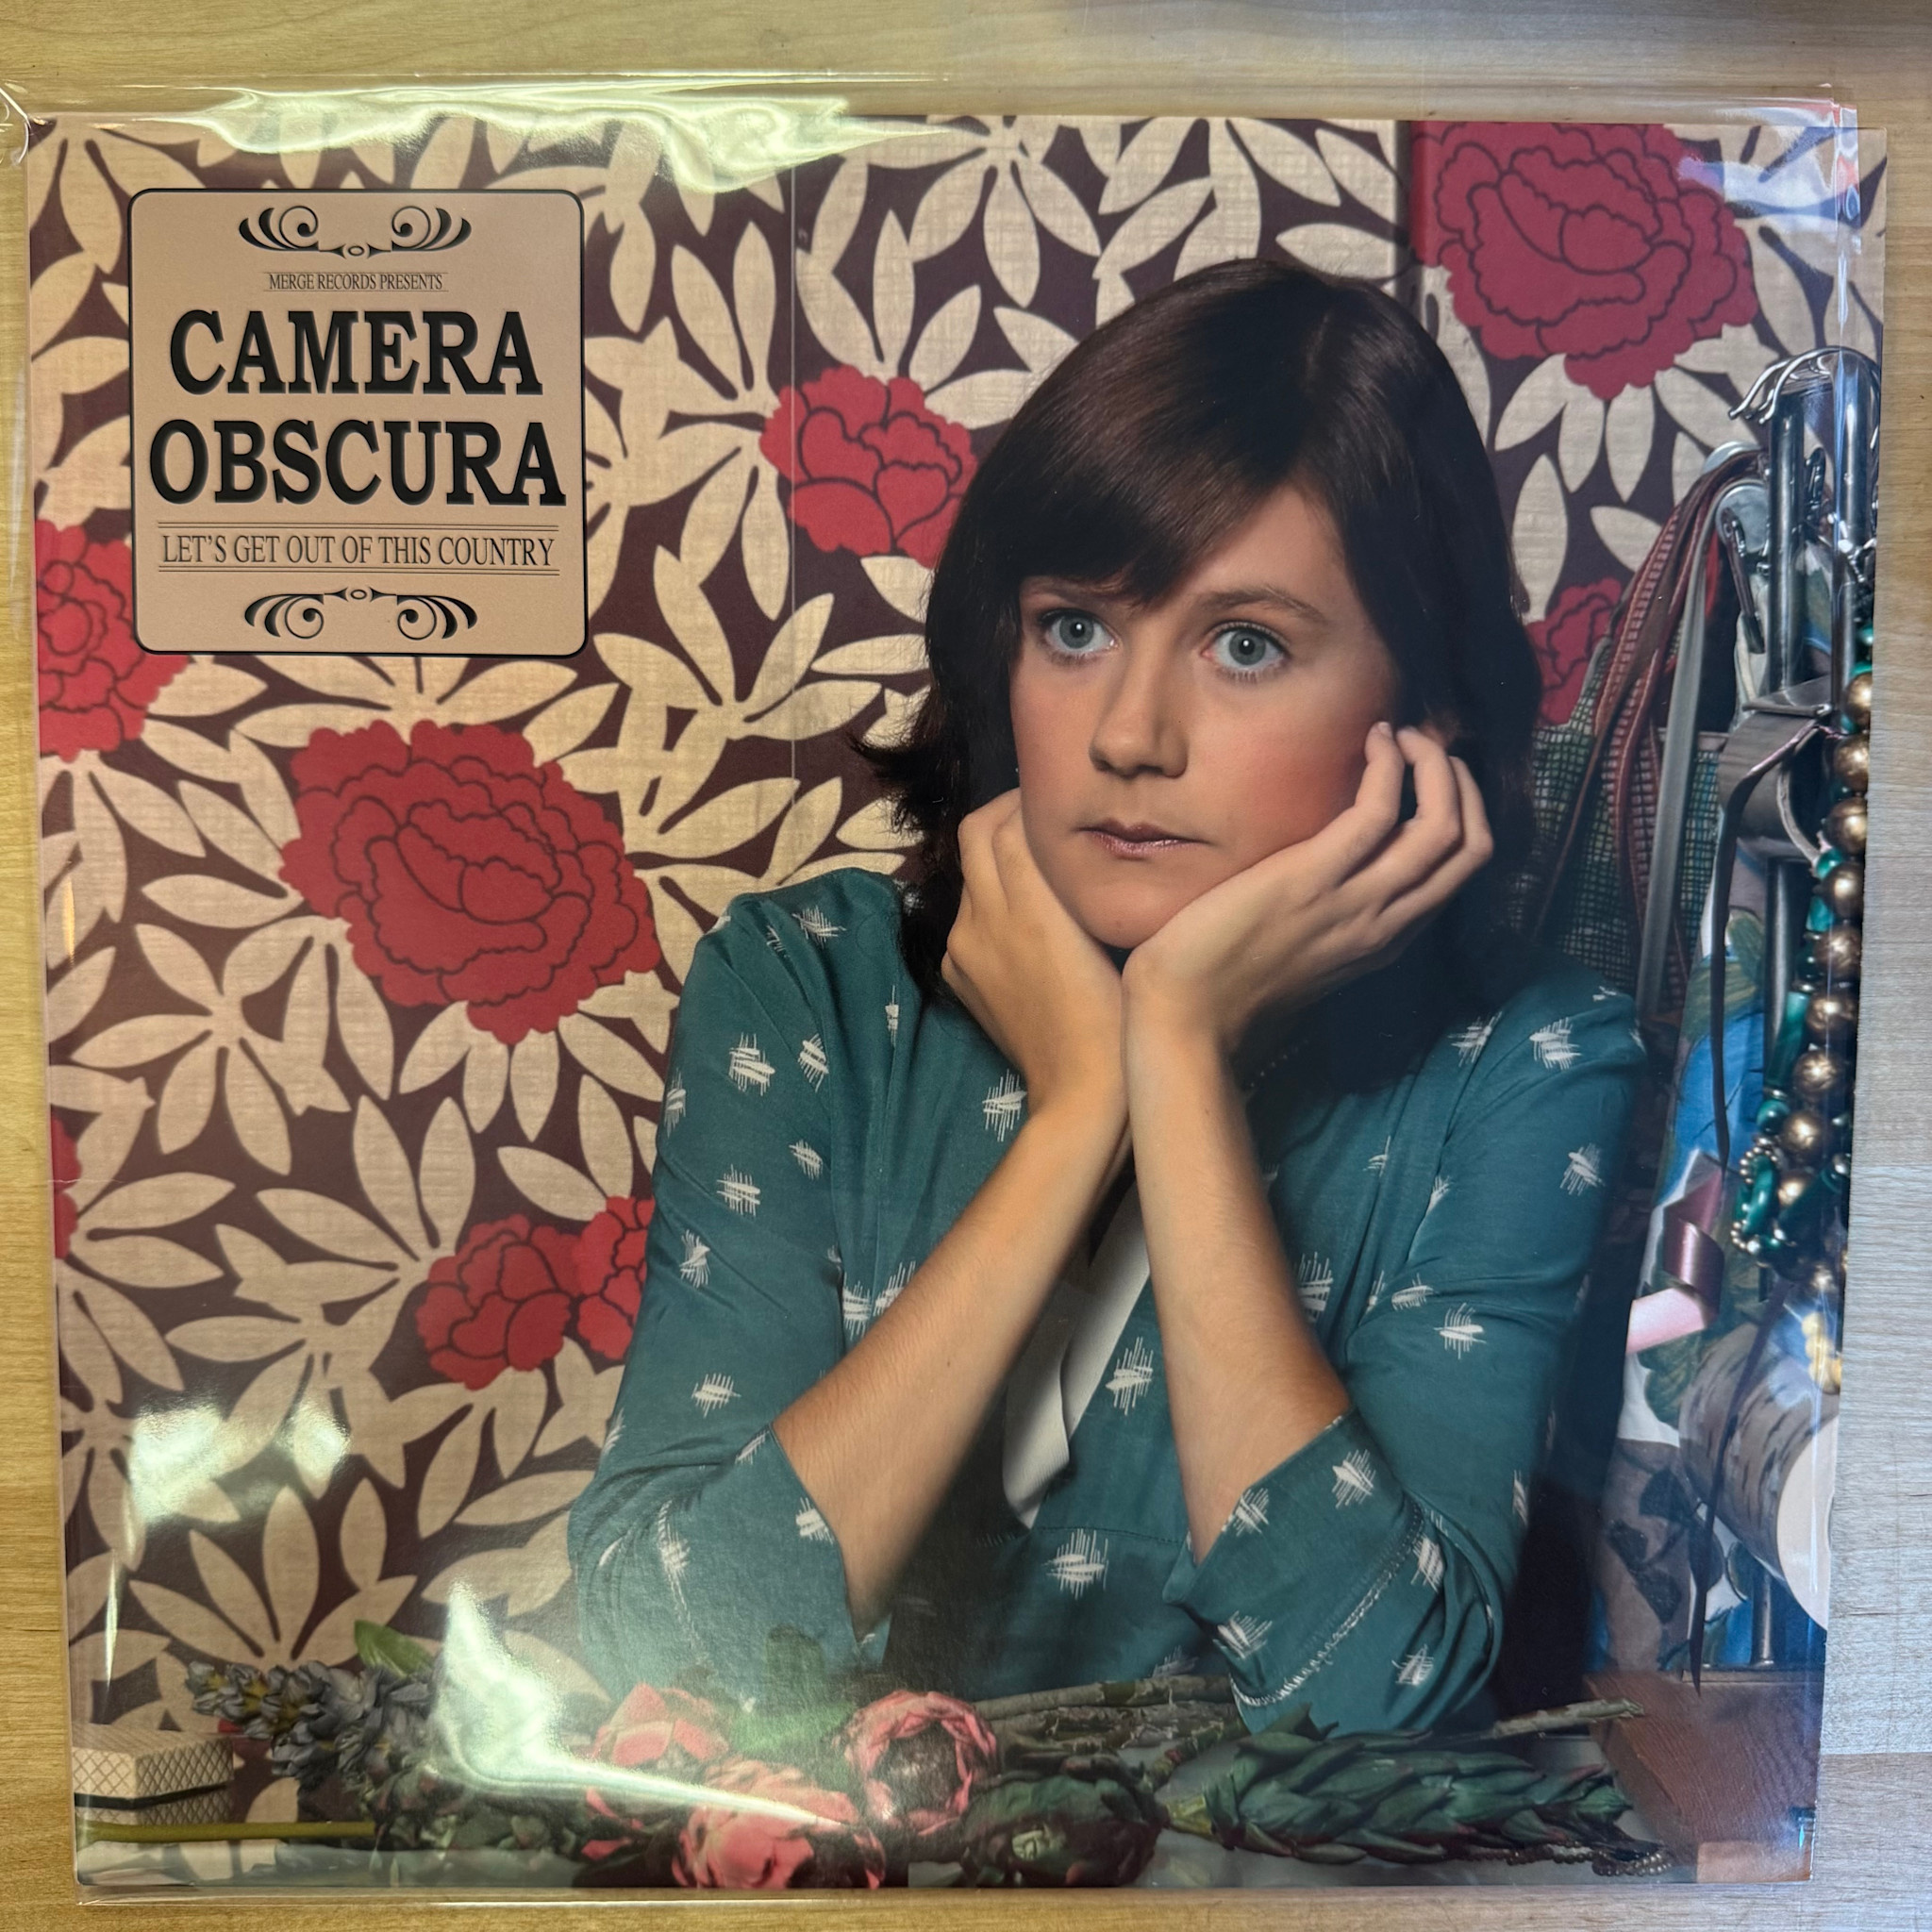 MERGE RECORDS PRESENTS
CAMERA
OBSCURA
LET'S GET OUT OF THIS COUNTRY